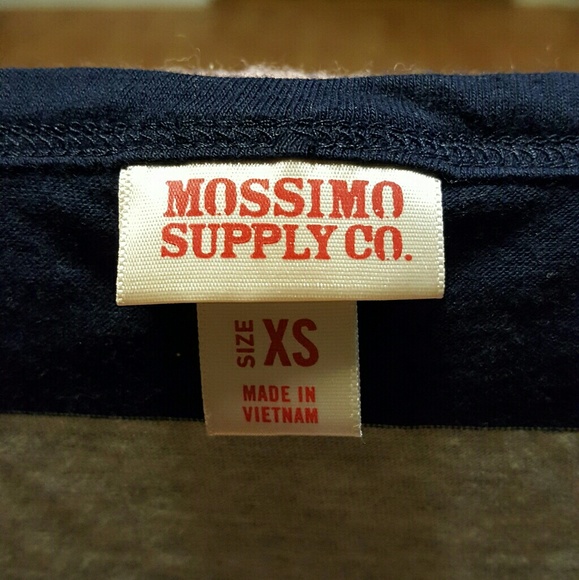 MOSSIMO
SUPPLY CO.
SIZE XS
MADE IN
VIETNAM